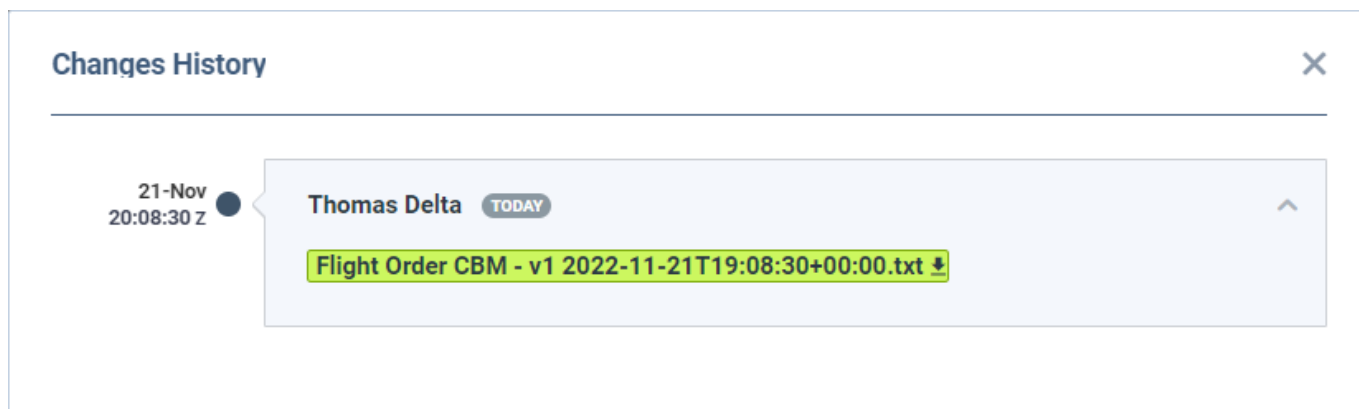 Changes History
21-Nov
20:08:30 Z
Thomas Delta TODAY
Flight Order CBM - v1 2022-11-21T19:08:30+00:00.txt